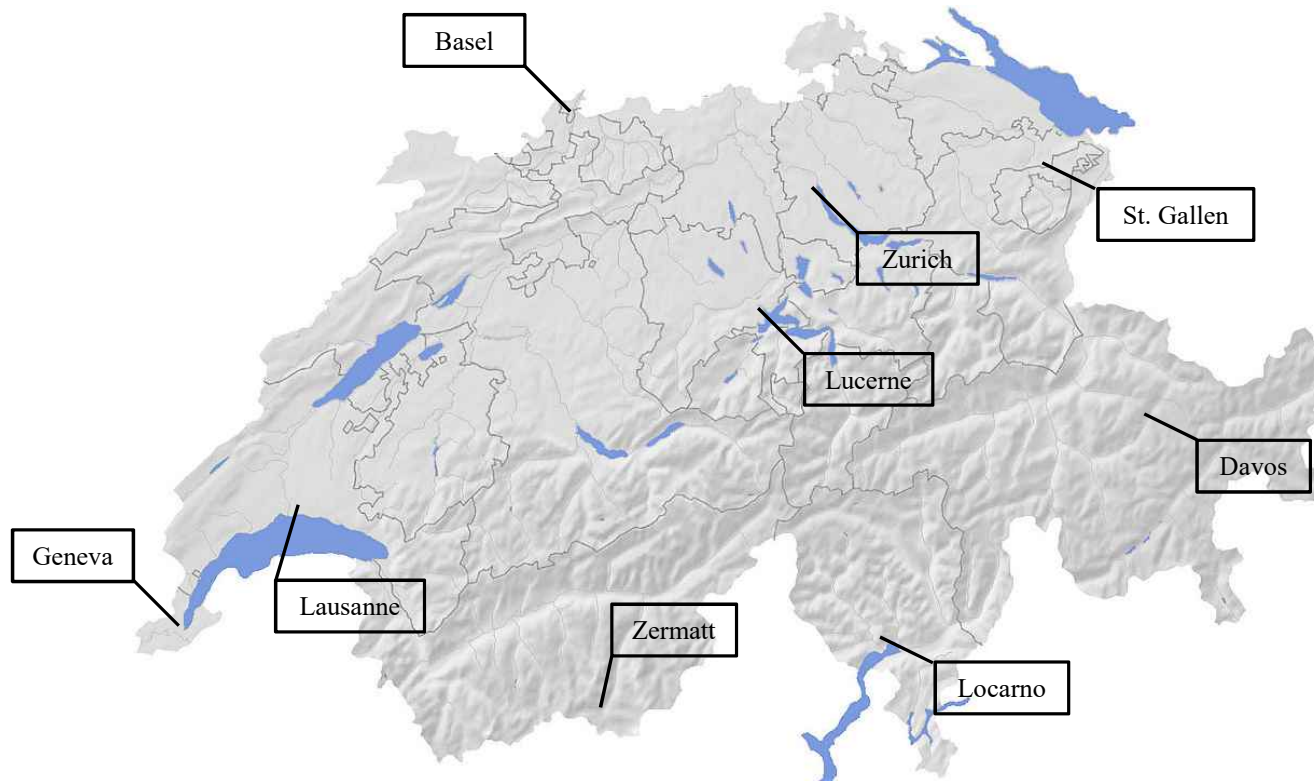 Basel
St. Gallen
Zurich
Lucerne
Davos
Geneva
Lausanne
Zermatt
Locarno